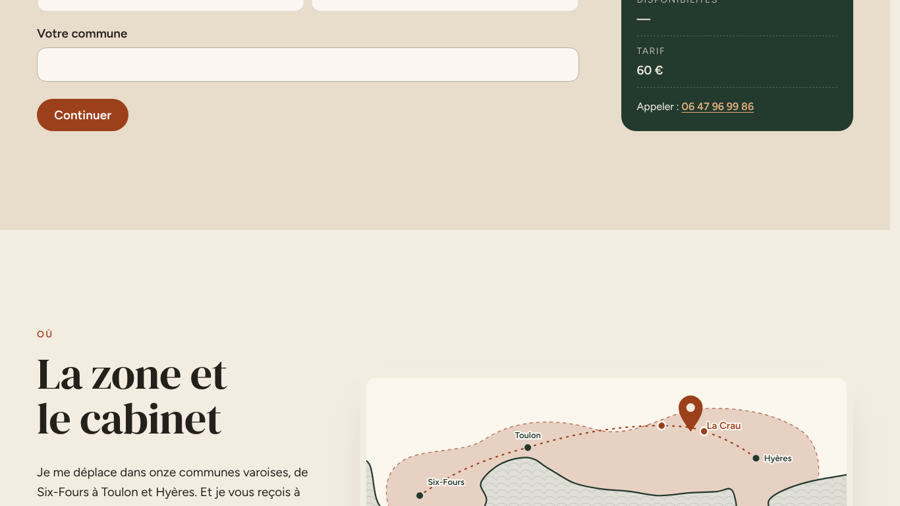 DISPONIBILITÉS
—
Votre commune
TARIF
60 €
Continuer
Appeler : 06 47 96 99 86
OÙ
La zone et
le cabinet
Je me déplace dans onze communes varoises, de
Six-Fours à Toulon et Hyères. Et je vous reçois à
La Crau
Toulon
Hyères
Six-Fours